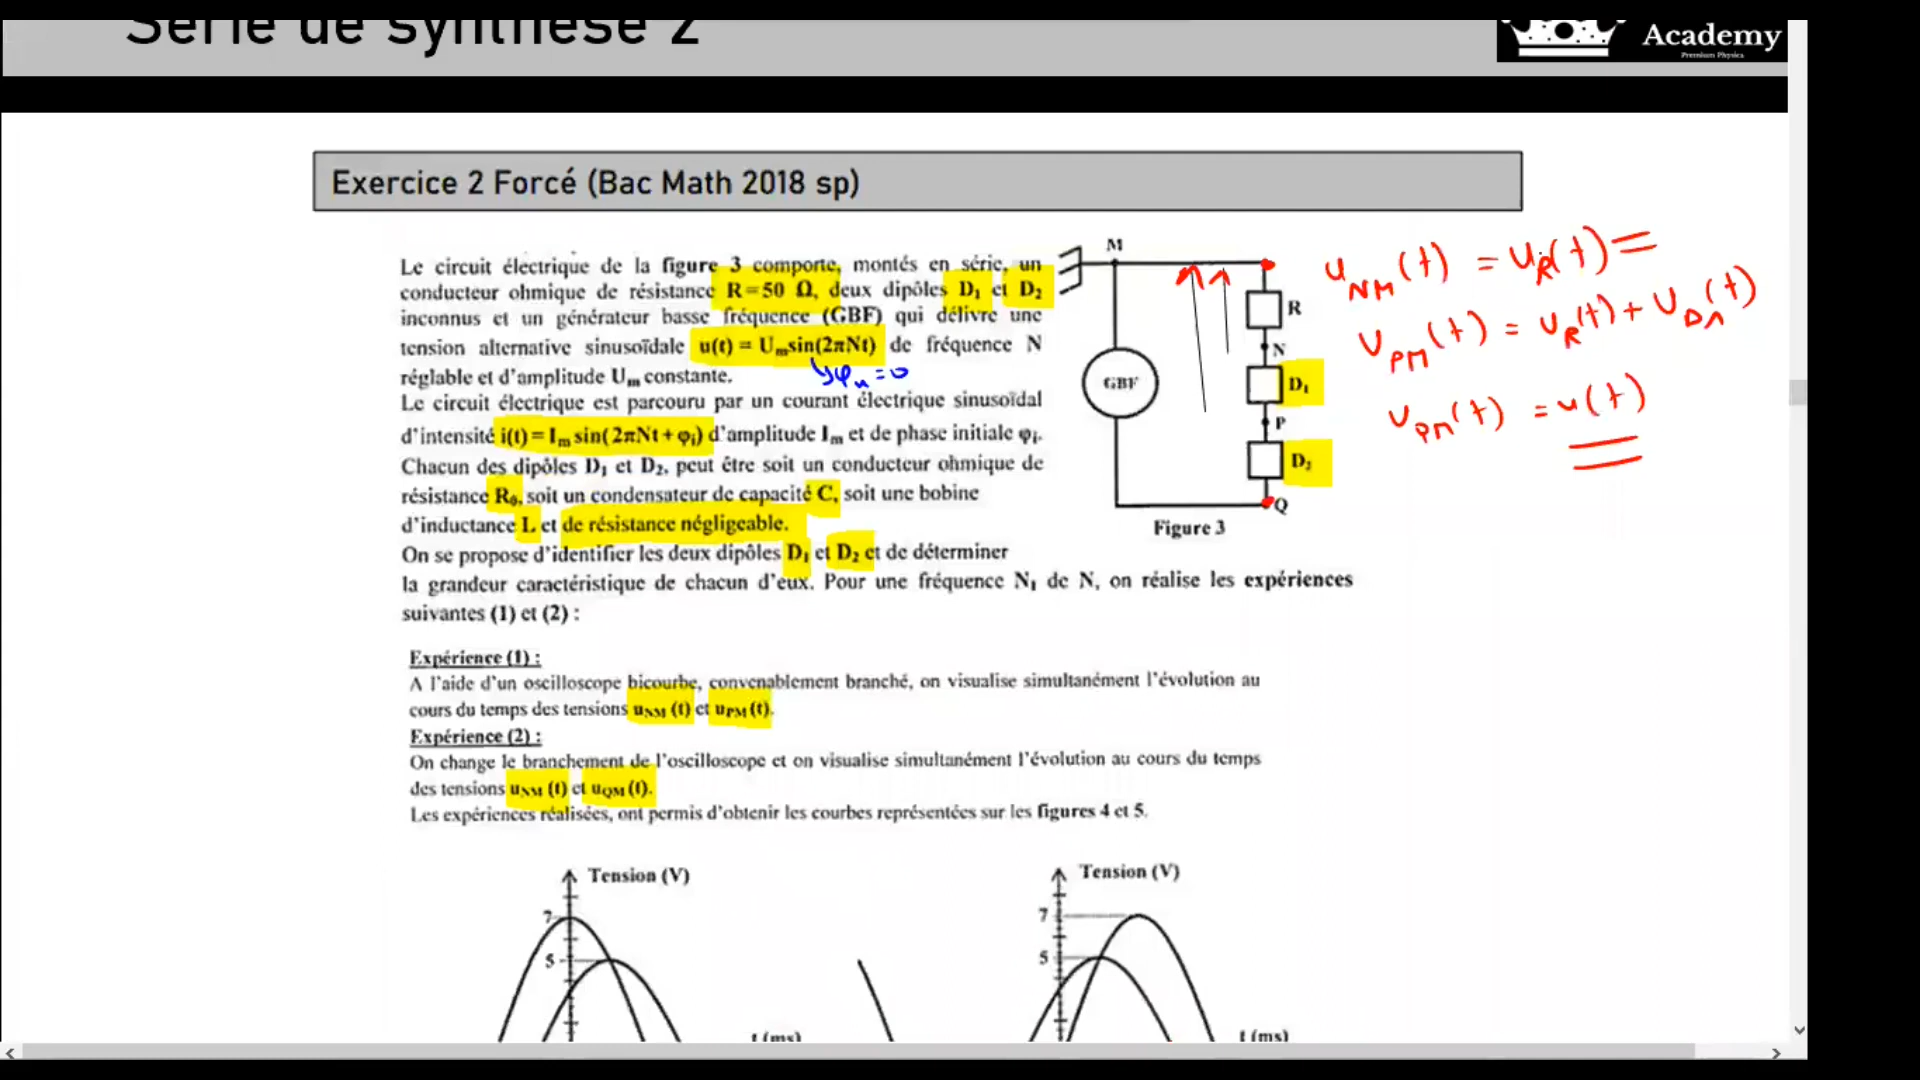 Série de synthèse 2
Academy
Premium Physics
Exercice 2 Forcé (Bac Math 2018 sp)
Le circuit électrique de la figure 3 comporte, montés en série, un
conducteur ohmique de résistance R=50 Ω, deux dipôles D₁ et D₂
inconnus et un générateur basse fréquence (GBF) qui délivre une
tension alternative sinusoïdale u(t) = Uₘsin(2πNt) de fréquence N
réglable et d'amplitude Uₘ constante.
φᵤ = 0
Le circuit électrique est parcouru par un courant électrique sinusoïdal
d'intensité i(t) = Iₘ sin(2πNt + φᵢ) d'amplitude Iₘ et de phase initiale φᵢ.
Chacun des dipôles D₁ et D₂, peut être soit un conducteur ohmique de
résistance R₀, soit un condensateur de capacité C, soit une bobine
d'inductance L et de résistance négligeable.
On se propose d'identifier les deux dipôles D₁ et D₂ et de déterminer
la grandeur caractéristique de chacun d'eux. Pour une fréquence N₁ de N, on réalise les expériences
suivantes (1) et (2) :
M
R
N
GBF
D₁
P
D₂
Q
Figure 3
u_NM(t) = u_R(t) =
u_PM(t) = u_R(t) + u_D1(t)
u_QM(t) = u(t)
Expérience (1) :
A l'aide d'un oscilloscope bicourbe, convenablement branché, on visualise simultanément l'évolution au
cours du temps des tensions u_NM (t) et u_PM (t).
Expérience (2) :
On change le branchement de l'oscilloscope et on visualise simultanément l'évolution au cours du temps
des tensions u_NM (t) et u_QM (t).
Les expériences réalisées, ont permis d'obtenir les courbes représentées sur les figures 4 et 5.
Tension (V)
7
5
t (ms)
Tension (V)
7
5
t (ms)